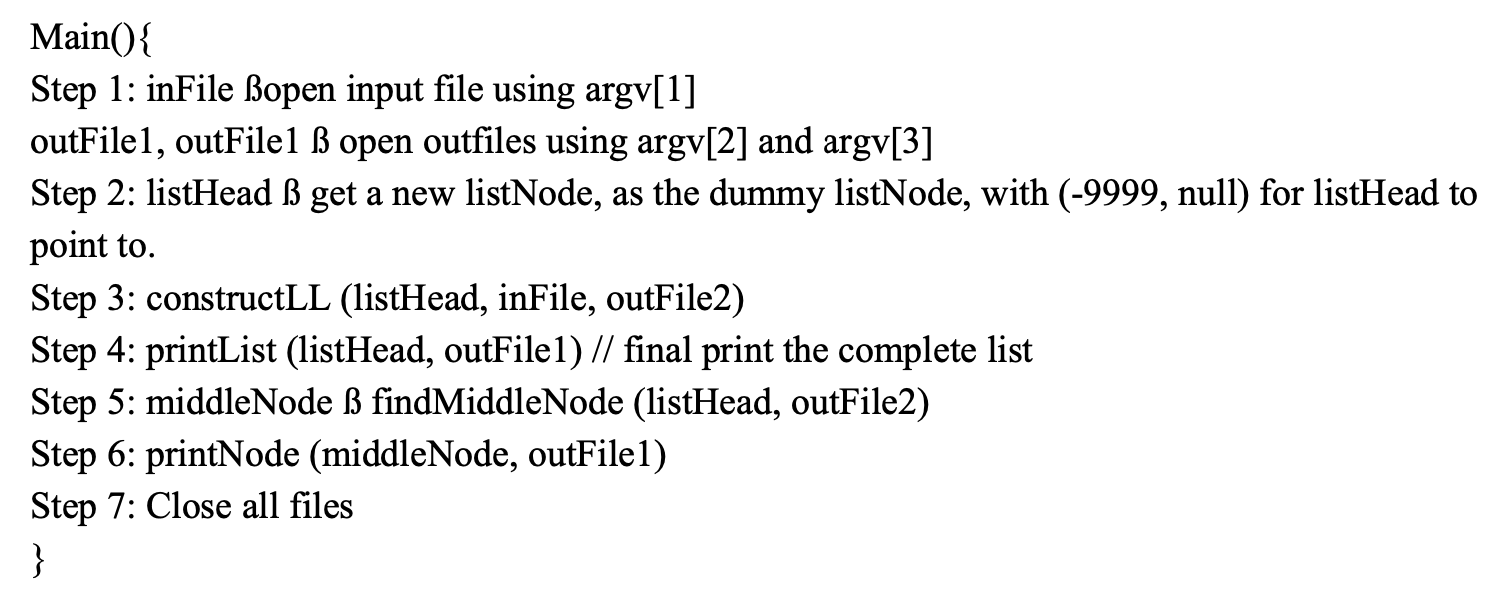 Main(){
Step 1: inFile ßopen input file using argv[1]
outFile1, outFile1 ß open outfiles using argv[2] and argv[3]
Step 2: listHead ß get a new listNode, as the dummy listNode, with (-9999, null) for listHead to
point to.
Step 3: constructLL (listHead, inFile, outFile2)
Step 4: printList (listHead, outFile1) // final print the complete list
Step 5: middleNode ß findMiddleNode (listHead, outFile2)
Step 6: printNode (middleNode, outFile1)
Step 7: Close all files
}